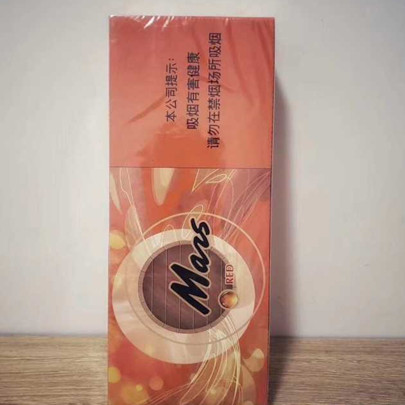 本公司提示：
吸烟有害健康
请勿在禁烟场所吸烟
Mars
RED